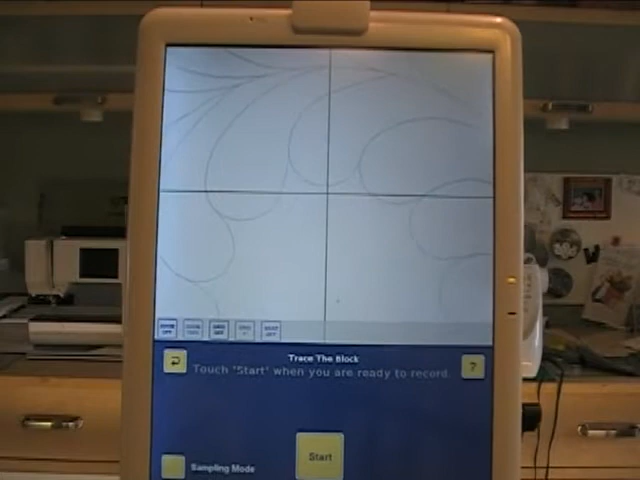 Trace The Block
Touch "Start" when you are ready to record.
?
Start
Sampling Mode